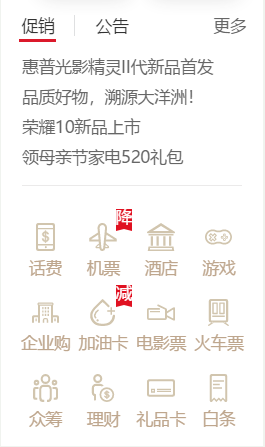 促销 公告 更多
惠普光影精灵II代新品首发
品质好物，溯源大洋洲！
荣耀10新品上市
领母亲节家电520礼包
降
话费 机票 酒店 游戏
减
企业购 加油卡 电影票 火车票
众筹 理财 礼品卡 白条